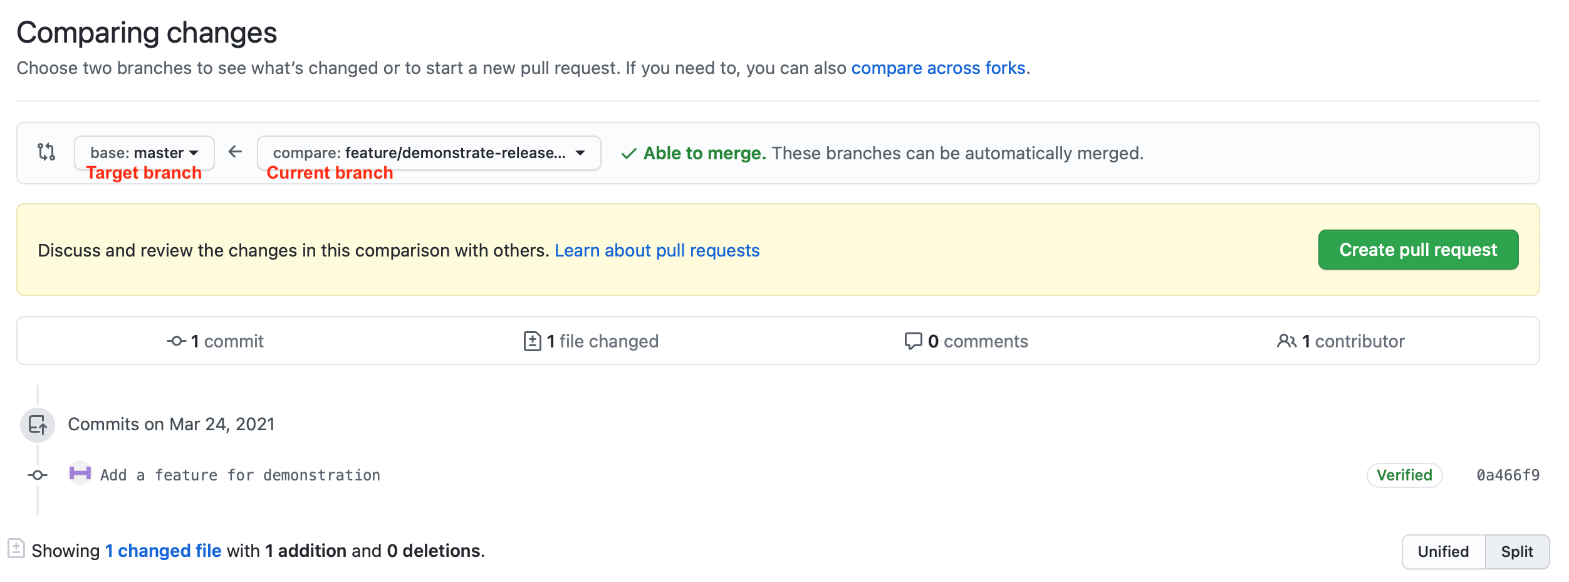 Comparing changes
Choose two branches to see what's changed or to start a new pull request. If you need to, you can also compare across forks.
base: master compare: feature/demonstrate-release... Able to merge. These branches can be automatically merged.
Target branch Current branch
Discuss and review the changes in this comparison with others. Learn about pull requests Create pull request
1 commit 1 file changed 0 comments 1 contributor
Commits on Mar 24, 2021
Add a feature for demonstration Verified 0a466f9
Showing 1 changed file with 1 addition and 0 deletions. Unified Split